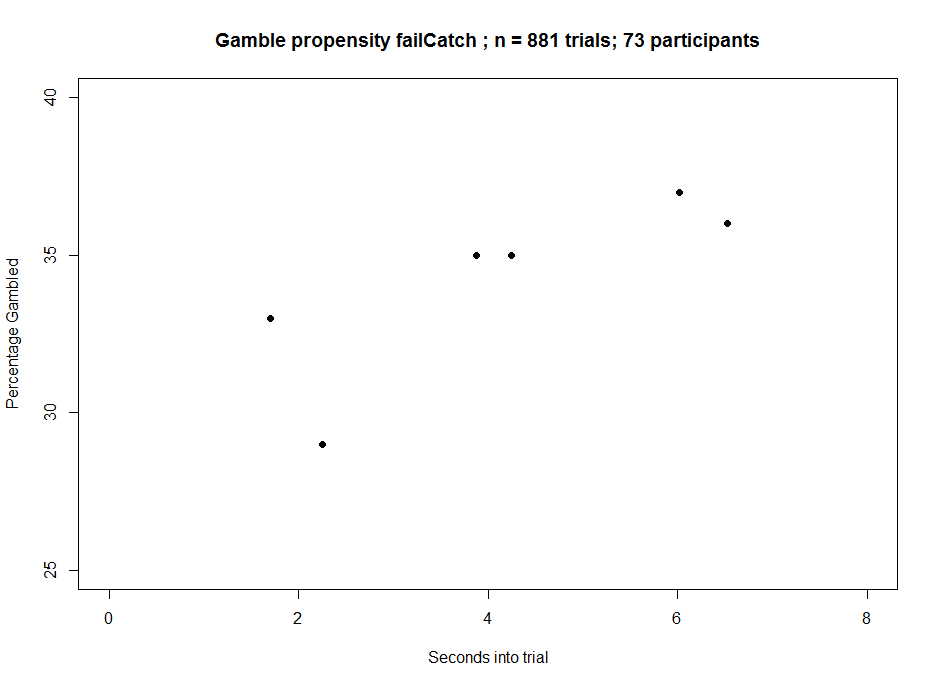 Gamble propensity failCatch ; n = 881 trials; 73 participants
Percentage Gambled
40
35
30
25
0 2 4 6 8
Seconds into trial